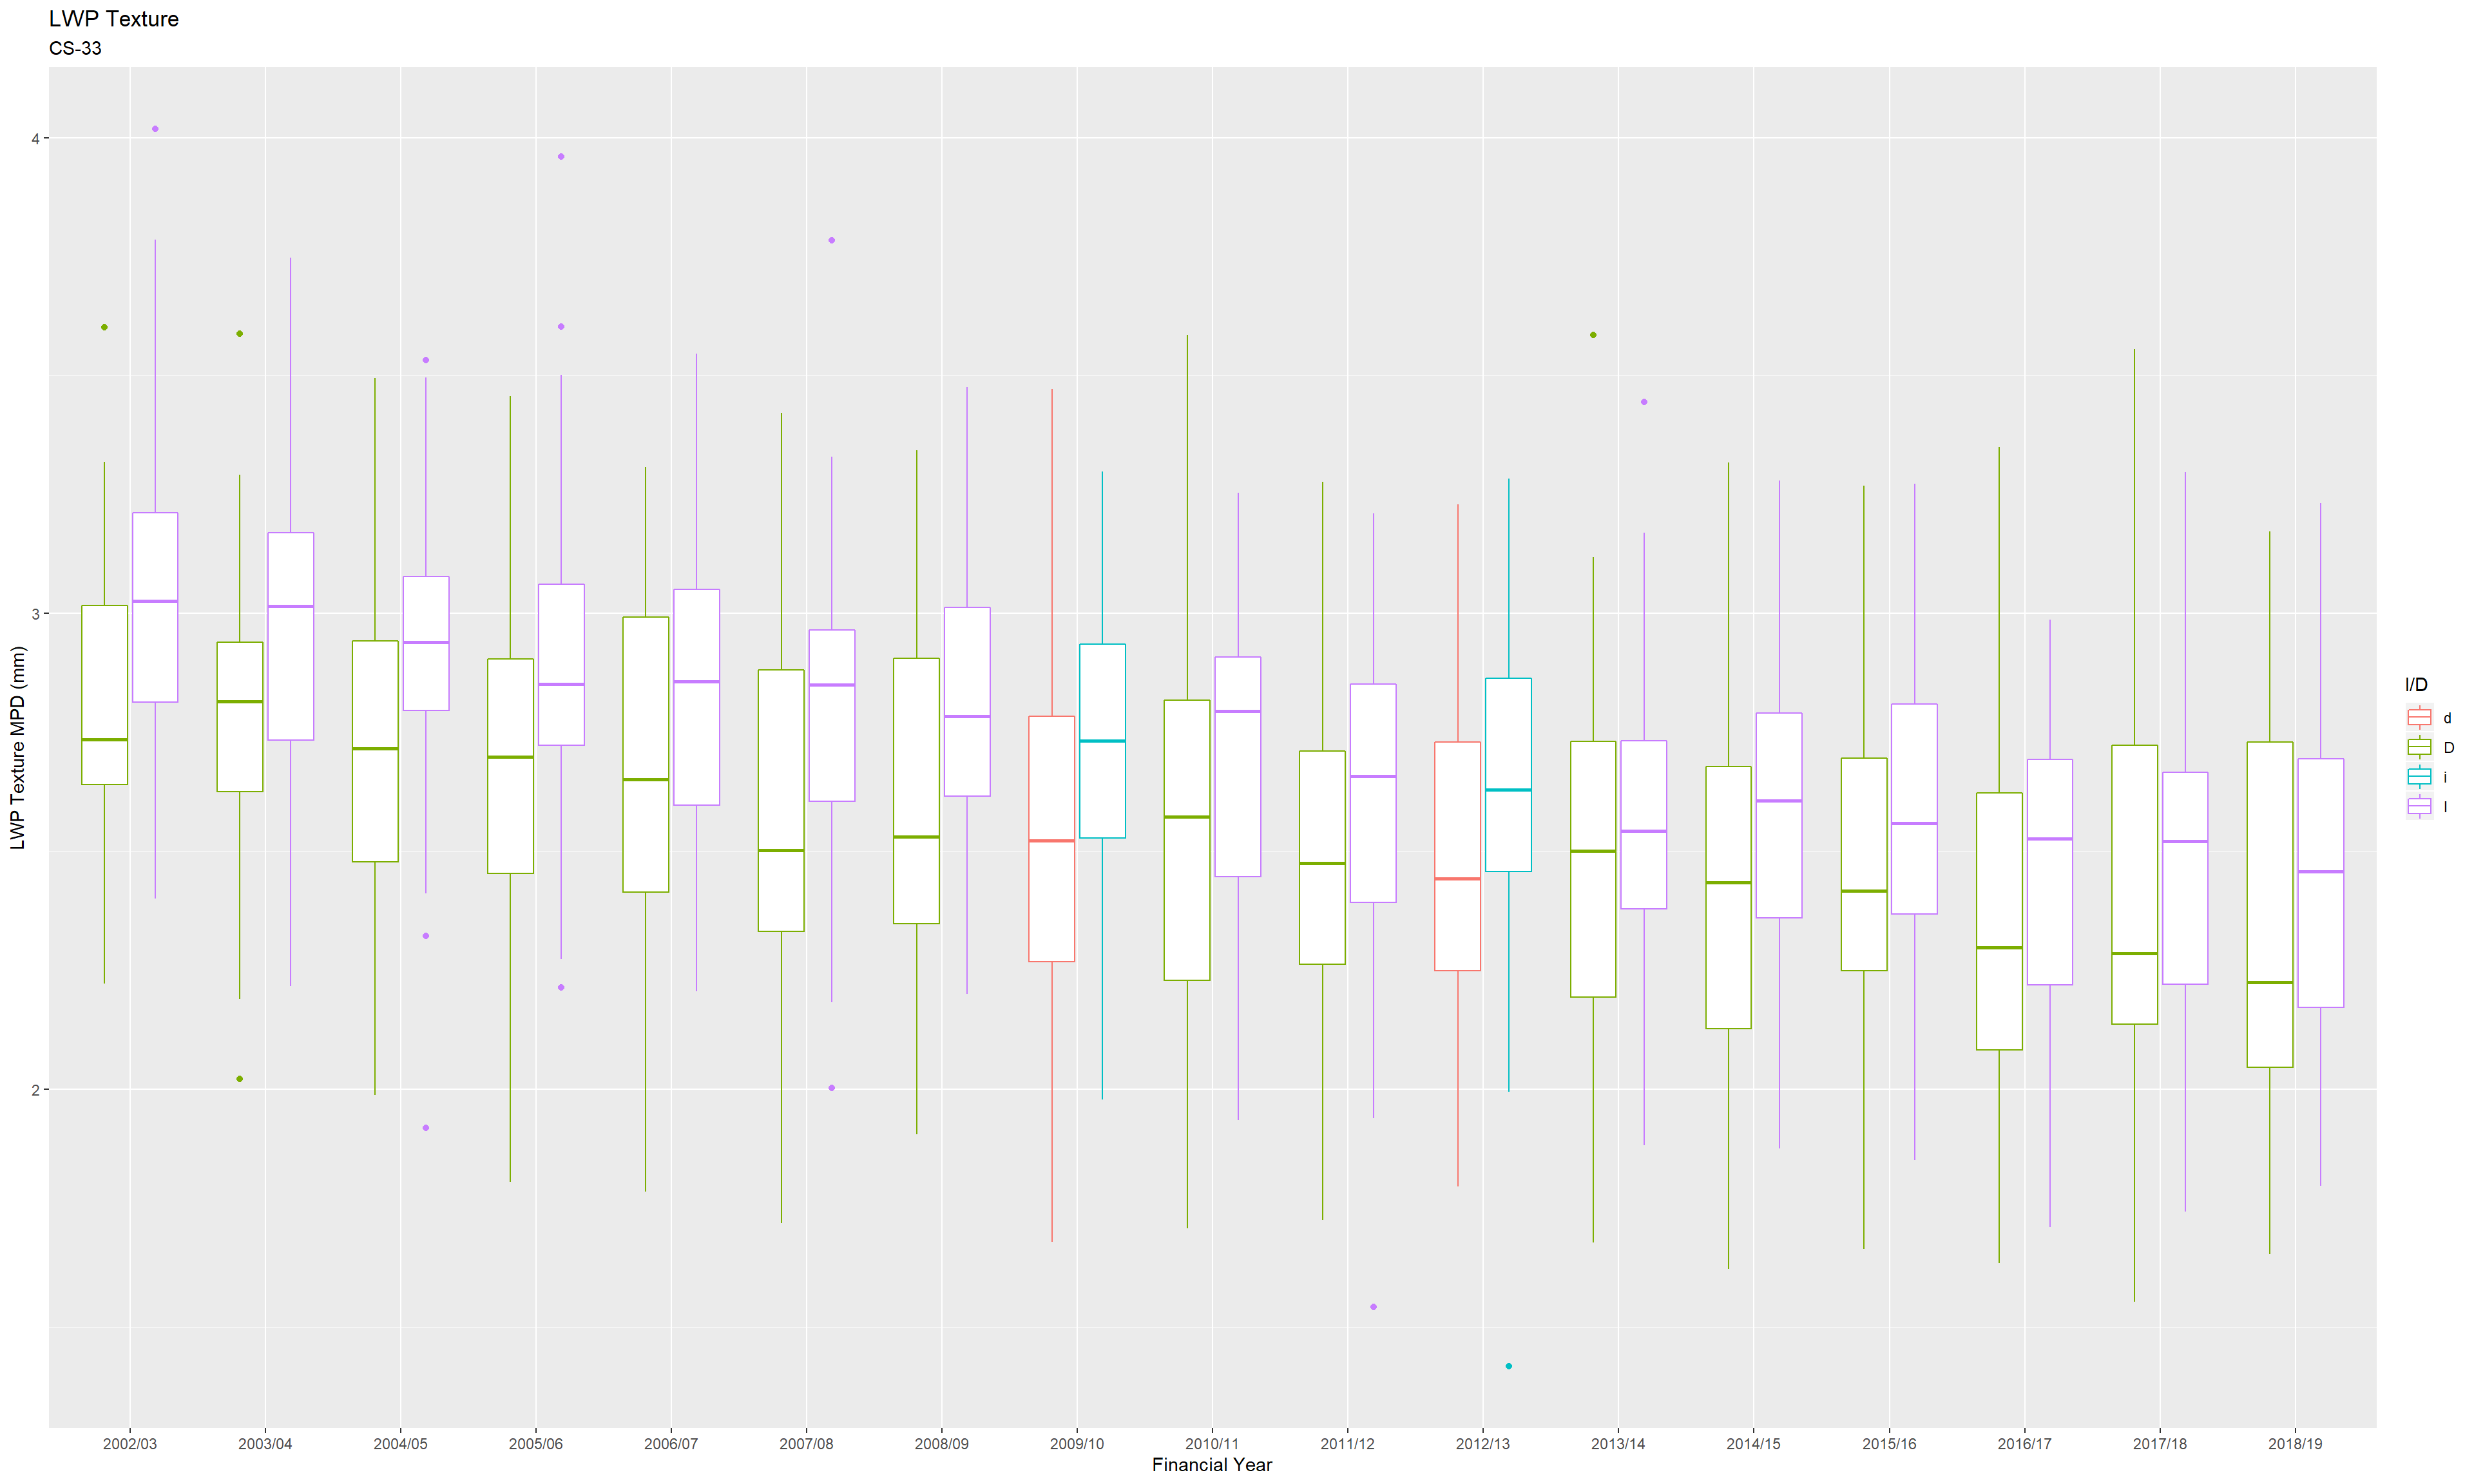 LWP Texture
CS-33
LWP Texture MPD (mm)
4
3
2
2002/03 2003/04 2004/05 2005/06 2006/07 2007/08 2008/09 2009/10 2010/11 2011/12 2012/13 2013/14 2014/15 2015/16 2016/17 2017/18 2018/19
Financial Year
I/D
d
D
i
I